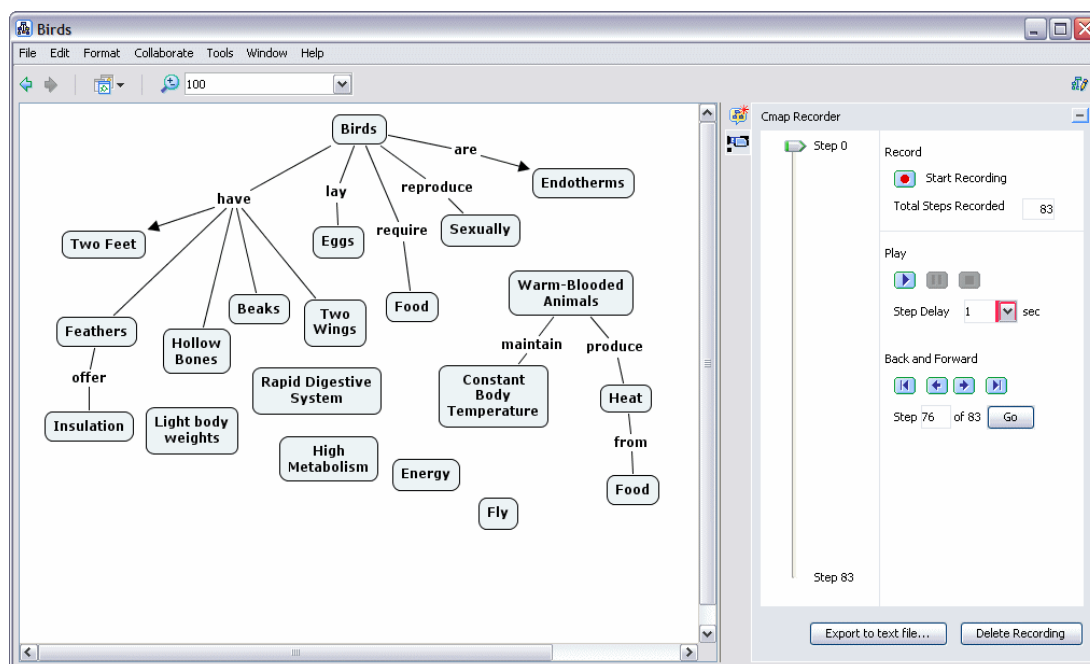 Birds
File Edit Format Collaborate Tools Window Help
100
Birds
are
Endotherms
have
lay
reproduce
Two Feet
Eggs
require
Sexually
Beaks
Two
Wings
Food
Warm-Blooded
Animals
Feathers
Hollow
Bones
maintain
produce
offer
Rapid Digestive
System
Constant
Body
Temperature
Heat
Insulation
Light body
weights
High
Metabolism
Energy
from
Food
Fly
Cmap Recorder
Step 0
Record
Start Recording
Total Steps Recorded 83
Play
Step Delay 1 sec
Back and Forward
Step 76 of 83 Go
Step 83
Export to text file... Delete Recording